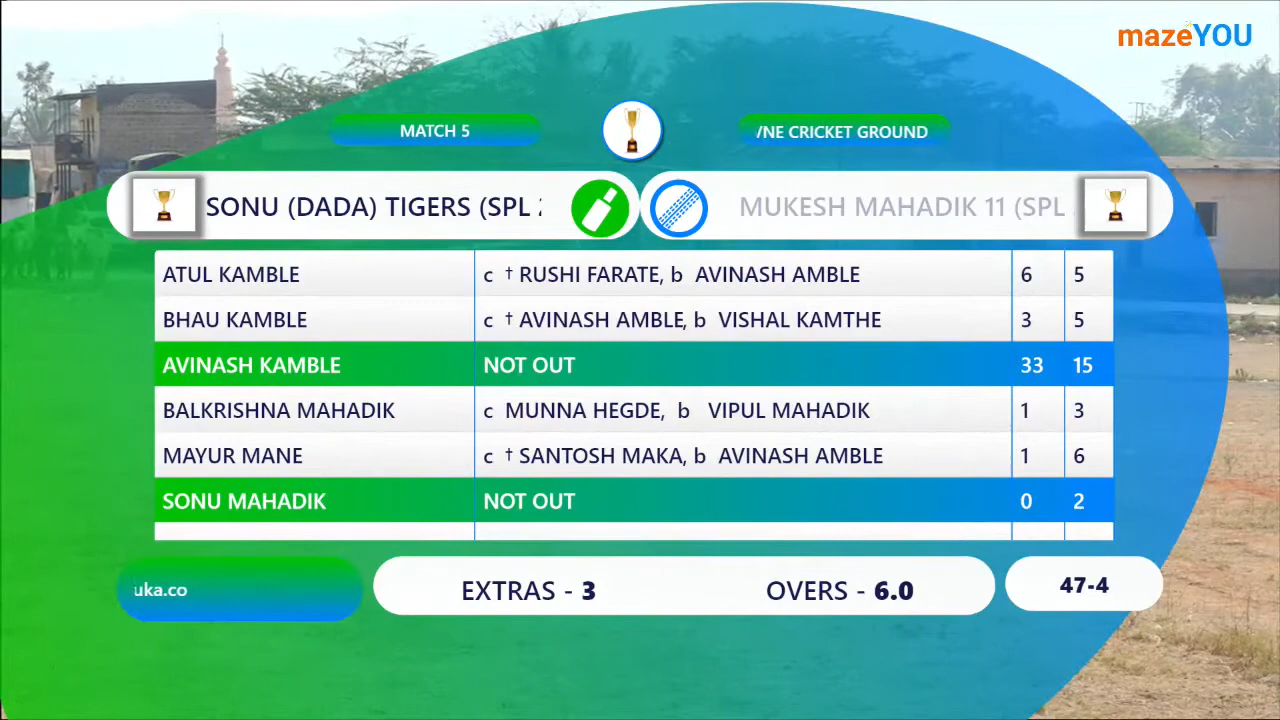 mazeYOU
MATCH 5
/NE CRICKET GROUND
SONU (DADA) TIGERS (SPL
MUKESH MAHADIK 11 (SPL
ATUL KAMBLE c † RUSHI FARATE, b AVINASH AMBLE 6 5
BHAU KAMBLE c † AVINASH AMBLE, b VISHAL KAMTHE 3 5
AVINASH KAMBLE NOT OUT 33 15
BALKRISHNA MAHADIK c MUNNA HEGDE, b VIPUL MAHADIK 1 3
MAYUR MANE c † SANTOSH MAKA, b AVINASH AMBLE 1 6
SONU MAHADIK NOT OUT 0 2
uka.co
EXTRAS - 3 OVERS - 6.0
47-4